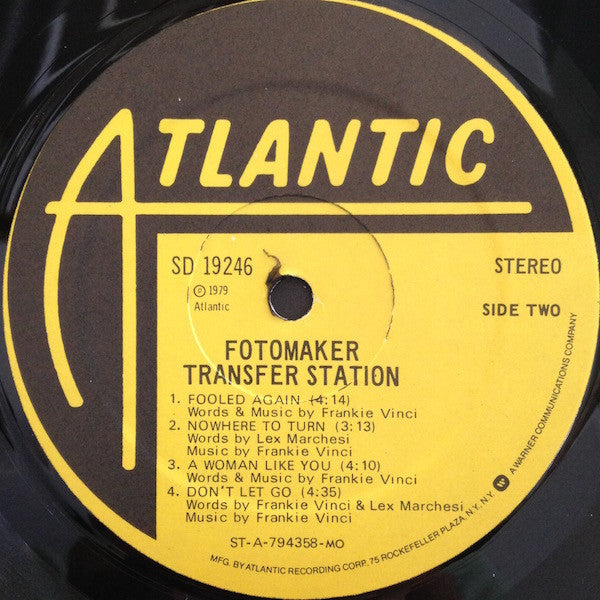 ATLANTIC
SD 19246
STEREO
℗ 1979
Atlantic
SIDE TWO
FOTOMAKER
TRANSFER STATION
1. FOOLED AGAIN (4:14)
Words & Music by Frankie Vinci
2. NOWHERE TO TURN (3:13)
Words by Lex Marchesi
Music by Frankie Vinci
3. A WOMAN LIKE YOU (4:10)
Words & Music by Frankie Vinci
4. DON'T LET GO (4:35)
Words by Frankie Vinci & Lex Marchesi
Music by Frankie Vinci
ST-A-794358-MO
MFG. BY ATLANTIC RECORDING CORP. 75 ROCKEFELLER PLAZA, N.Y. N.Y. W A WARNER COMMUNICATIONS COMPANY